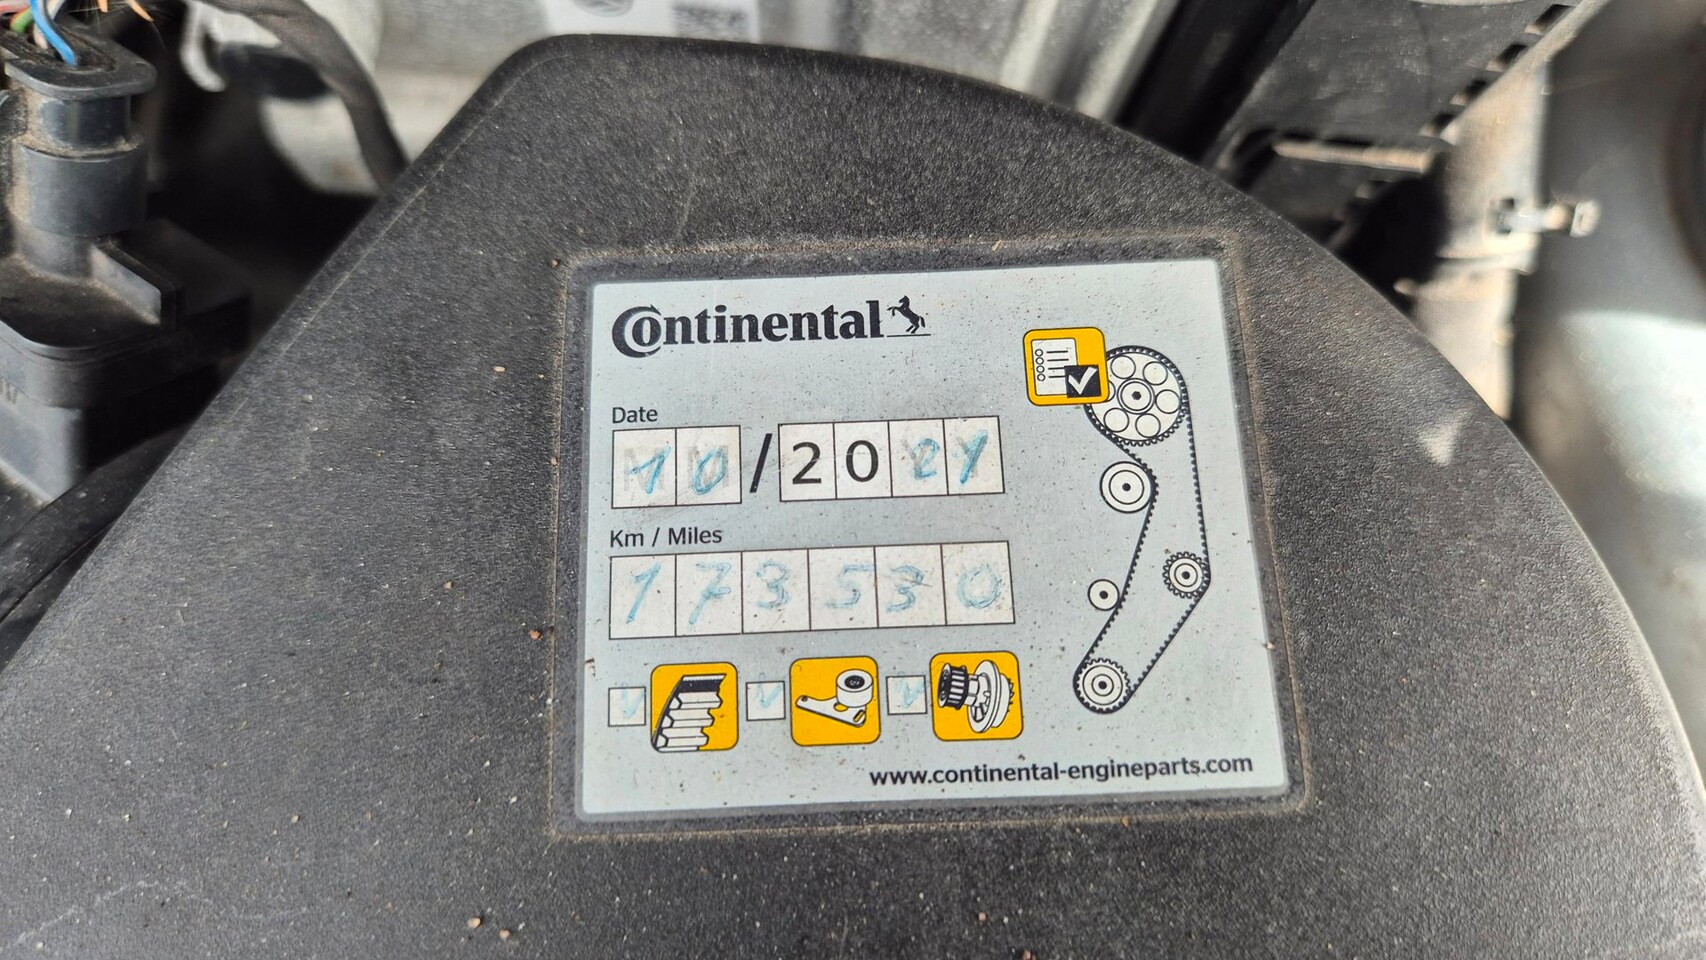 Continental
Date
10/2021
Km / Miles
173530
www.continental-engineparts.com